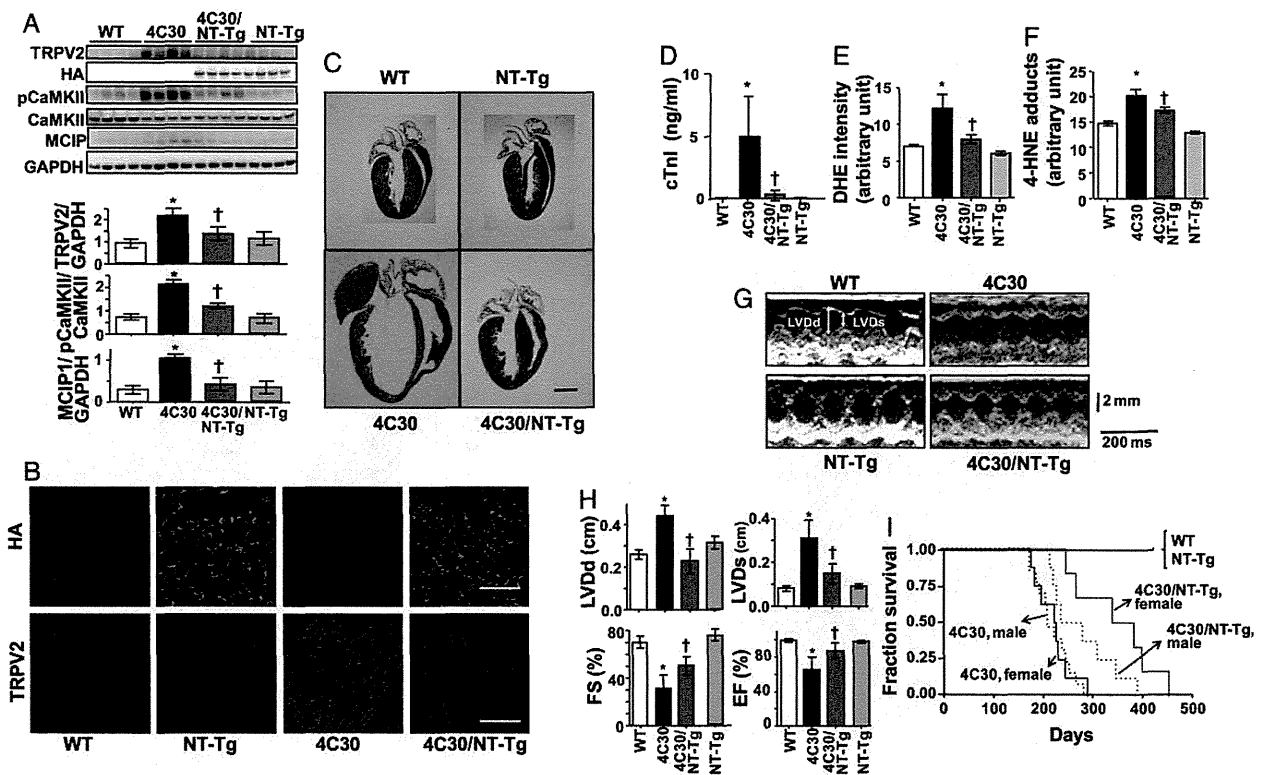 A
WT 4C30 4C30/ NT-Tg NT-Tg
TRPV2
HA
pCaMKII
CaMKII
MCIP
GAPDH
TRPV2/ GAPDH
2
1
0
* †
pCaMKII/ CaMKII
2
1
0
* †
MCIP1/ GAPDH
1
0
* †
WT 4C30 4C30/ NT-Tg NT-Tg
B
HA
TRPV2
WT NT-Tg 4C30 4C30/NT-Tg
C
WT NT-Tg
4C30 4C30/NT-Tg
D
cTnI (ng/ml)
10
5
0
* †
WT 4C30 4C30/ NT-Tg NT-Tg
E
DHE intensity (arbitrary unit)
15
10
5
0
* †
WT 4C30 4C30/ NT-Tg NT-Tg
F
4-HNE adducts (arbitrary unit)
25
20
15
10
5
0
* †
WT 4C30 4C30/ NT-Tg NT-Tg
G
WT 4C30
LVDd LVDs
NT-Tg 4C30/NT-Tg
2 mm
200 ms
H
LVDd (cm)
0.4
0.2
0.0
* †
LVDs (cm)
0.4
0.2
0.0
* †
FS (%)
80
40
0
* †
WT 4C30 4C30/ NT-Tg NT-Tg
EF (%)
80
40
0
* †
WT 4C30 4C30/ NT-Tg NT-Tg
I
Fraction survival
1.00
0.75
0.50
0.25
0.00
WT
NT-Tg
4C30/NT-Tg,
female
4C30, male
4C30/NT-Tg,
male
4C30, female
0 100 200 300 400 500
Days